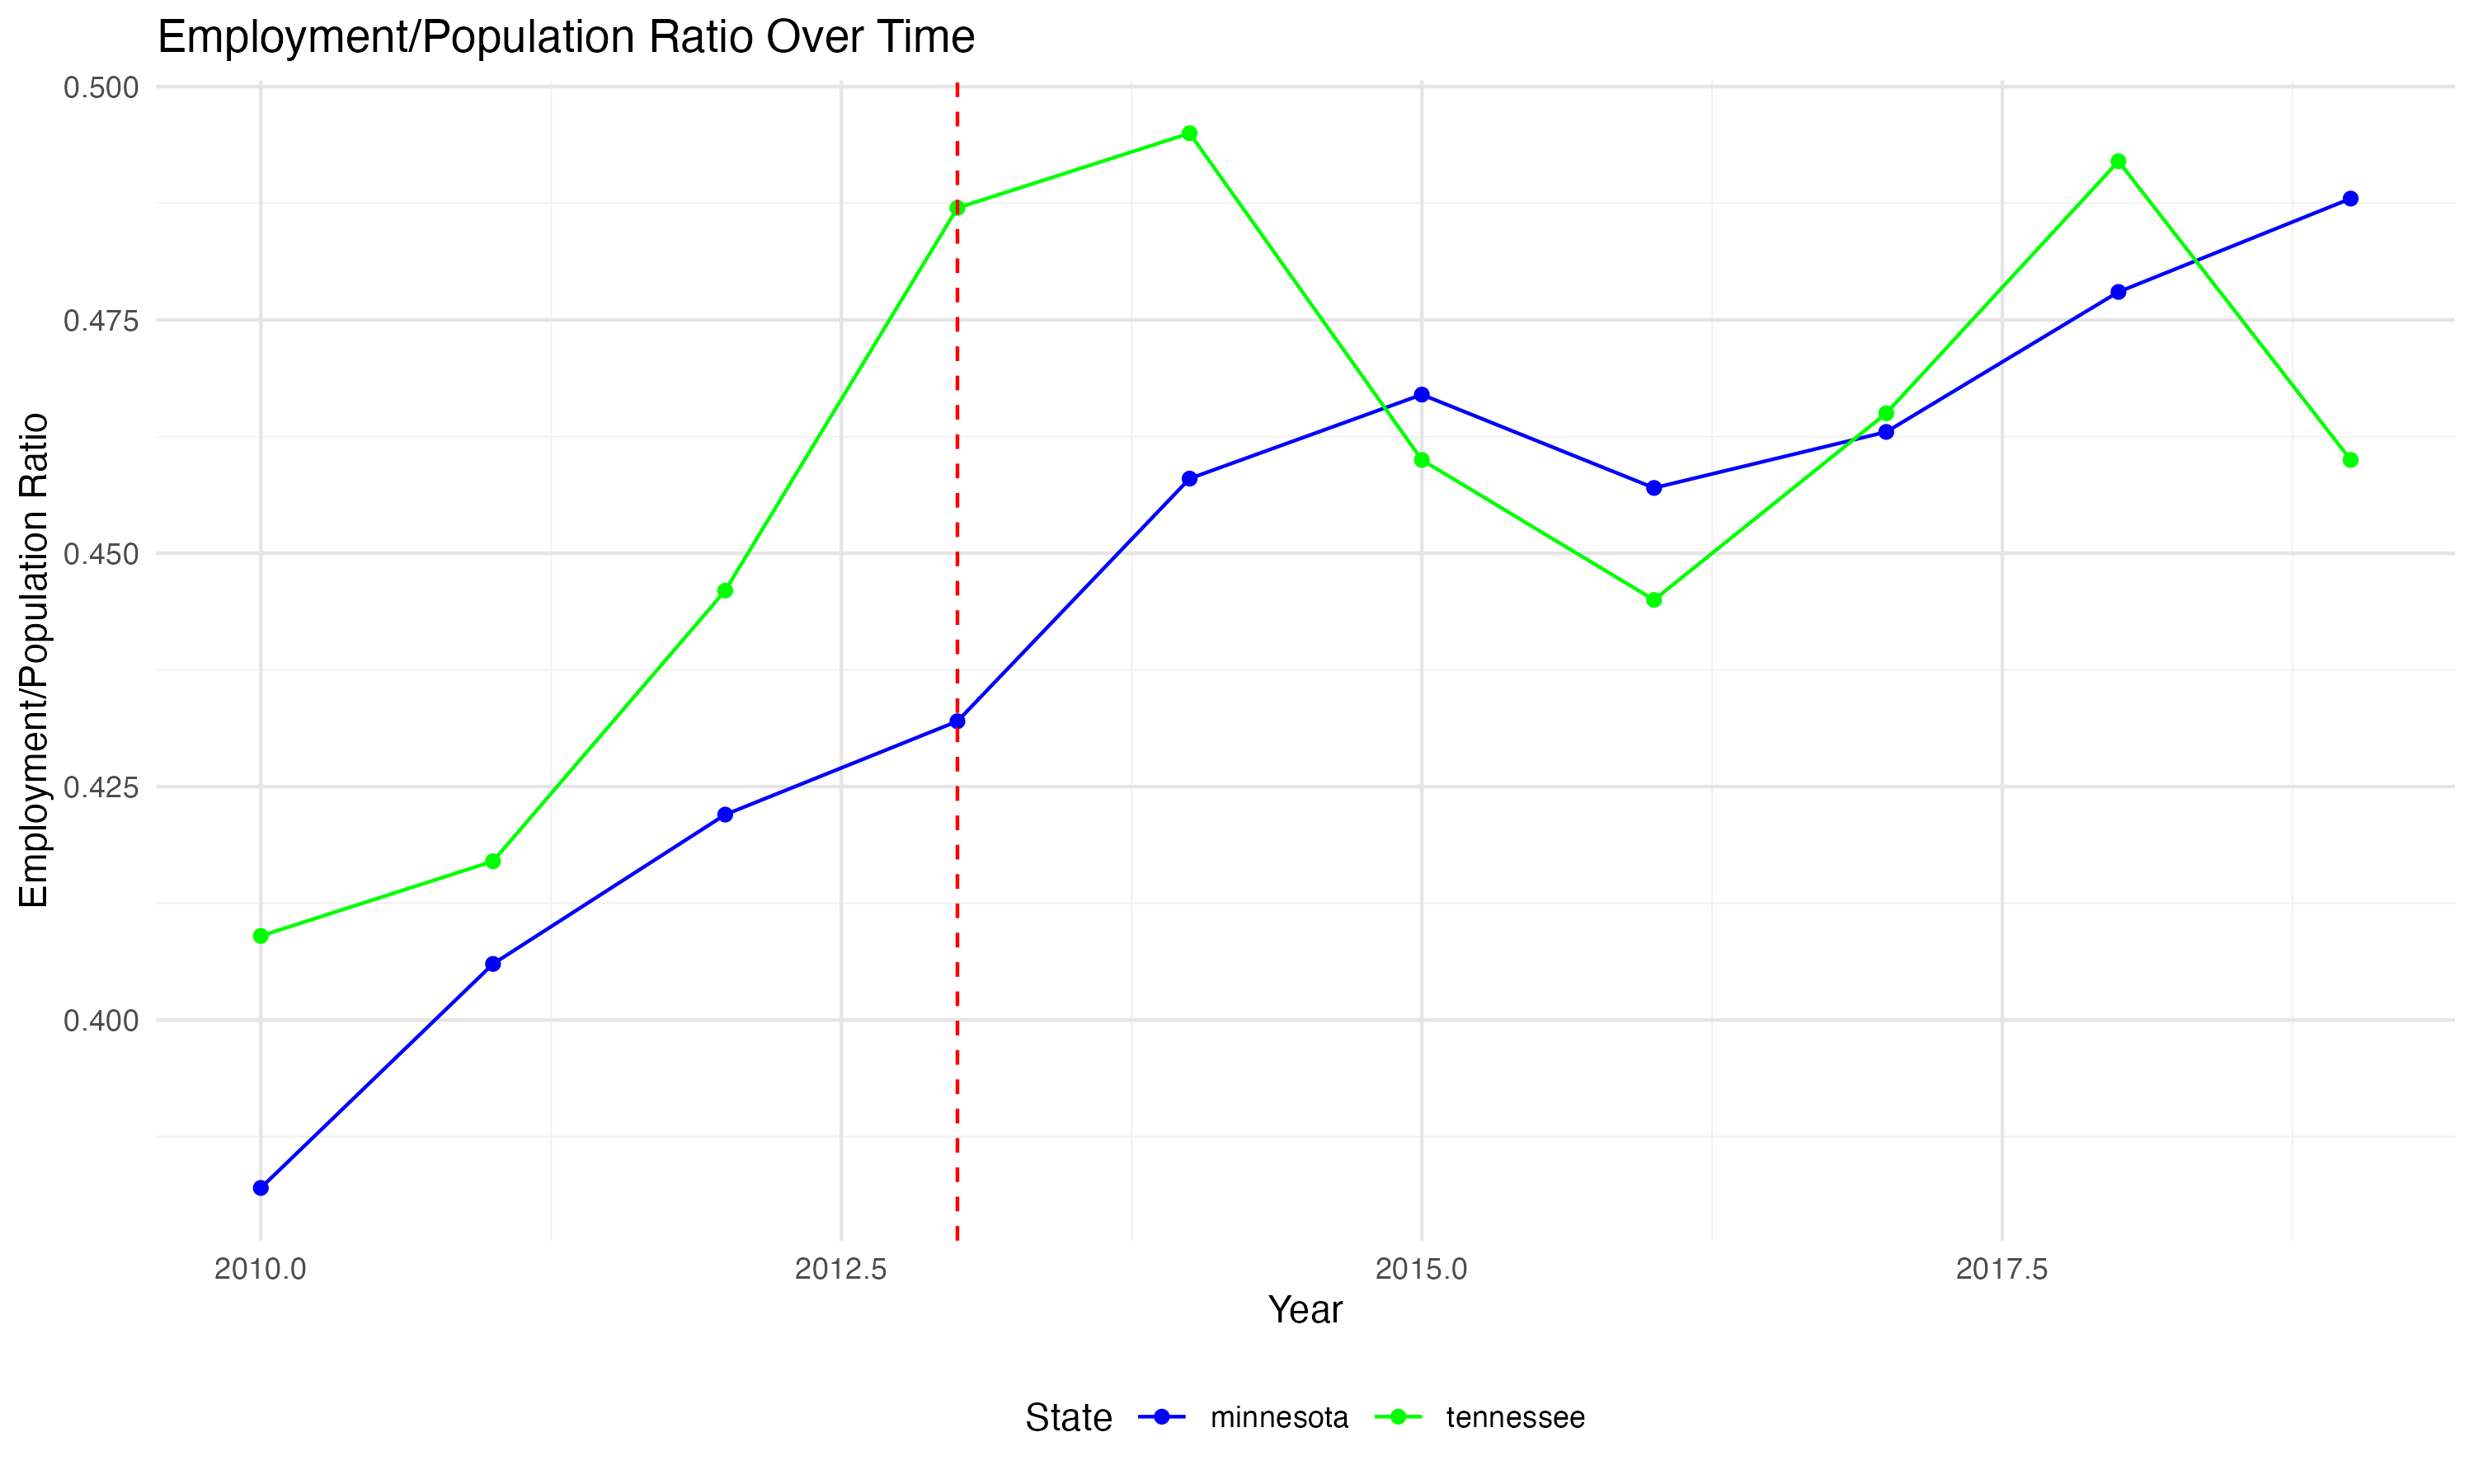 Employment/Population Ratio Over Time
Employment/Population Ratio
0.500
0.475
0.450
0.425
0.400
2010.0 2012.5 2015.0 2017.5
Year
State minnesota tennessee